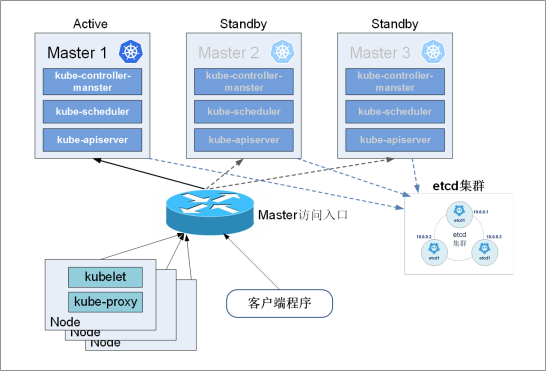 Active
Standby
Standby
Master 1
Master 2
Master 3
kube-controller-
manster
kube-controller-
manster
kube-controller-
manster
kube-scheduler
kube-scheduler
kube-scheduler
kube-apiserver
kube-apiserver
kube-apiserver
etcd集群
Master访问入口
10.0.0.1
etcd1
10.0.0.2
etcd
集群
10.0.0.3
etcd1
etcd1
kubelet
kube-proxy
Node
Node
Node
客户端程序